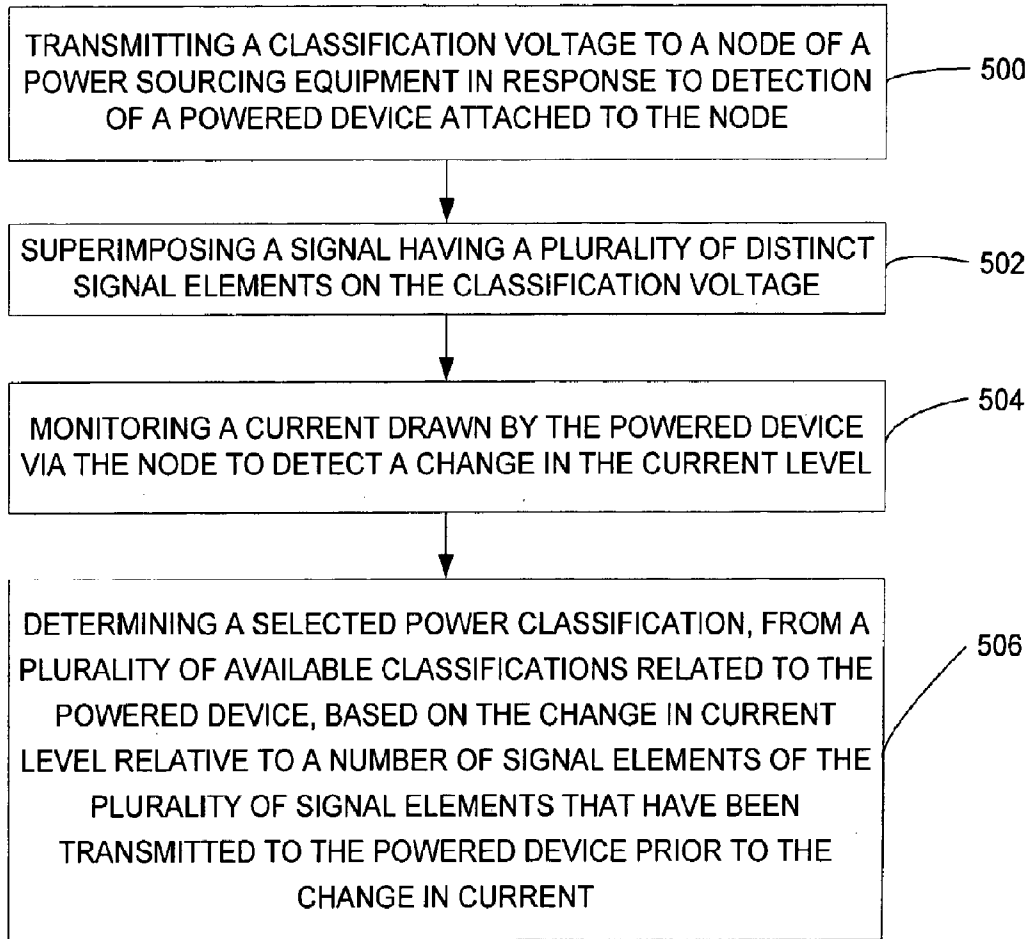 TRANSMITTING A CLASSIFICATION VOLTAGE TO A NODE OF A
POWER SOURCING EQUIPMENT IN RESPONSE TO DETECTION
OF A POWERED DEVICE ATTACHED TO THE NODE
500
SUPERIMPOSING A SIGNAL HAVING A PLURALITY OF DISTINCT
SIGNAL ELEMENTS ON THE CLASSIFICATION VOLTAGE
502
MONITORING A CURRENT DRAWN BY THE POWERED DEVICE
VIA THE NODE TO DETECT A CHANGE IN THE CURRENT LEVEL
504
DETERMINING A SELECTED POWER CLASSIFICATION, FROM A
PLURALITY OF AVAILABLE CLASSIFICATIONS RELATED TO THE
POWERED DEVICE, BASED ON THE CHANGE IN CURRENT
LEVEL RELATIVE TO A NUMBER OF SIGNAL ELEMENTS OF THE
PLURALITY OF SIGNAL ELEMENTS THAT HAVE BEEN
TRANSMITTED TO THE POWERED DEVICE PRIOR TO THE
CHANGE IN CURRENT
506